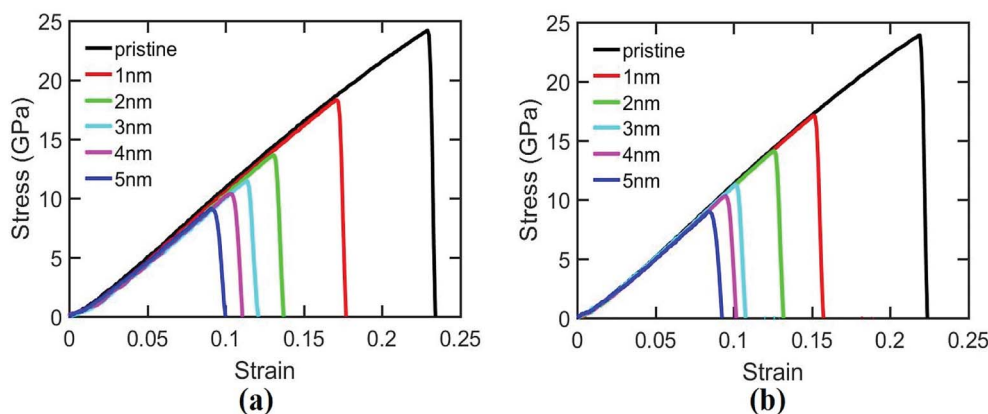 25
20
15
10
5
0
Stress (GPa)
pristine
1nm
2nm
3nm
4nm
5nm
0 0.05 0.1 0.15 0.2 0.25
Strain
(a)
(b)
25
20
15
10
5
0
Stress (GPa)
pristine
1nm
2nm
3nm
4nm
5nm
0 0.05 0.1 0.15 0.2 0.25
Strain
(b)